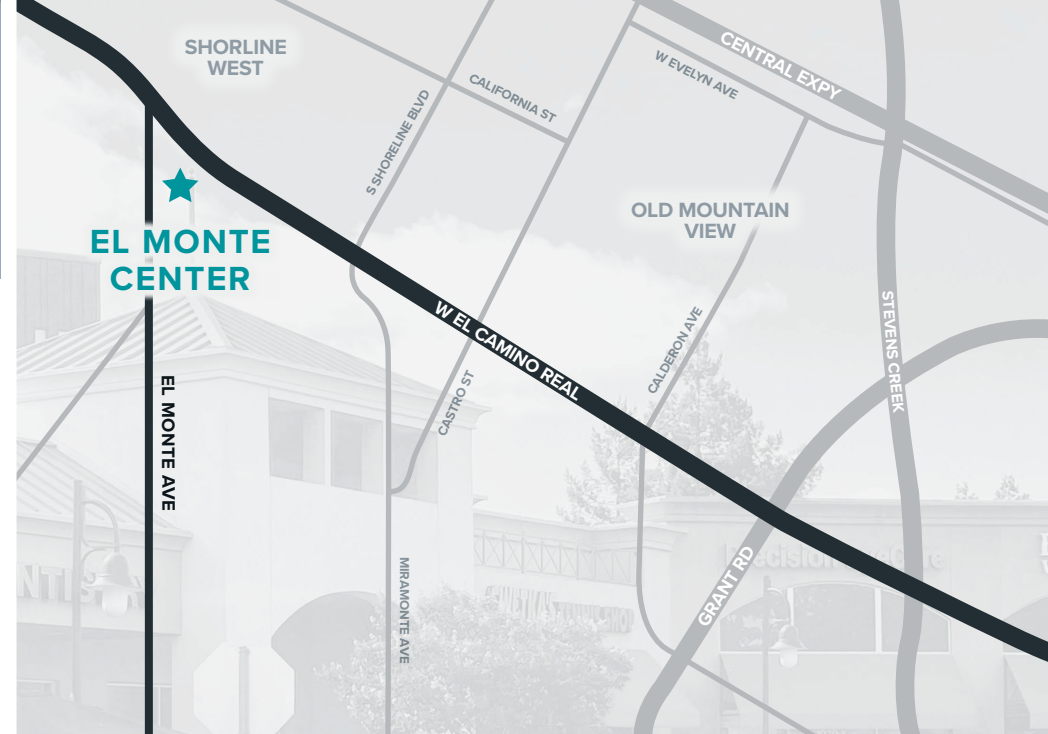 SHORLINE
WEST
CENTRAL EXPY
W EVELYN AVE
CALIFORNIA ST
S SHORELINE BLVD
OLD MOUNTAIN
VIEW
EL MONTE
CENTER
STEVENS CREEK
W EL CAMINO REAL
CALDERON AVE
CASTRO ST
EL MONTE AVE
GRANT RD
MIRAMONTE AVE